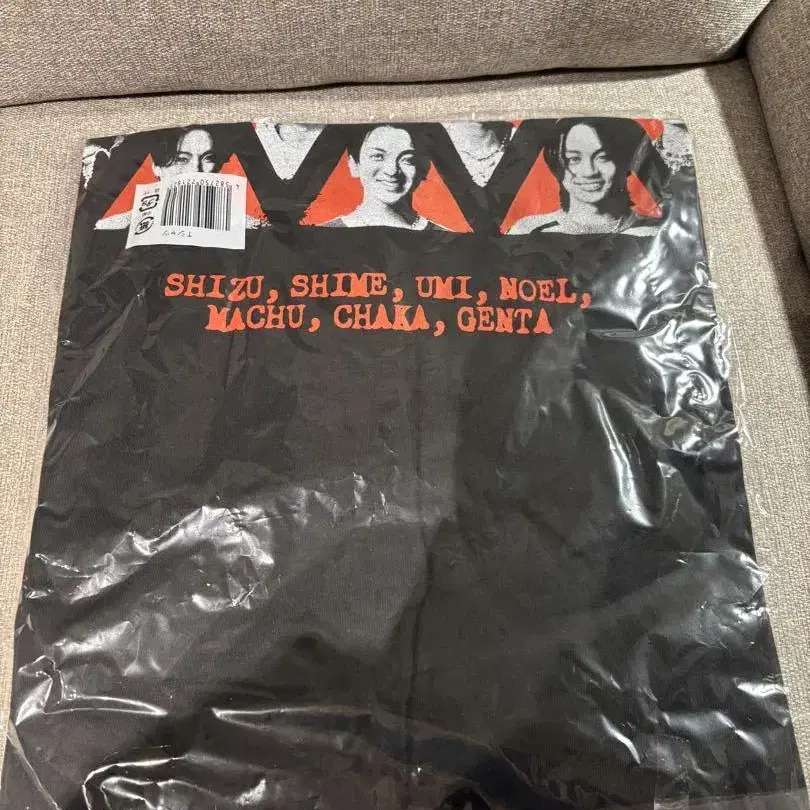 SHIZU, SHIME, UMI, NOEL,
MACHU, CHAKA, GENTA